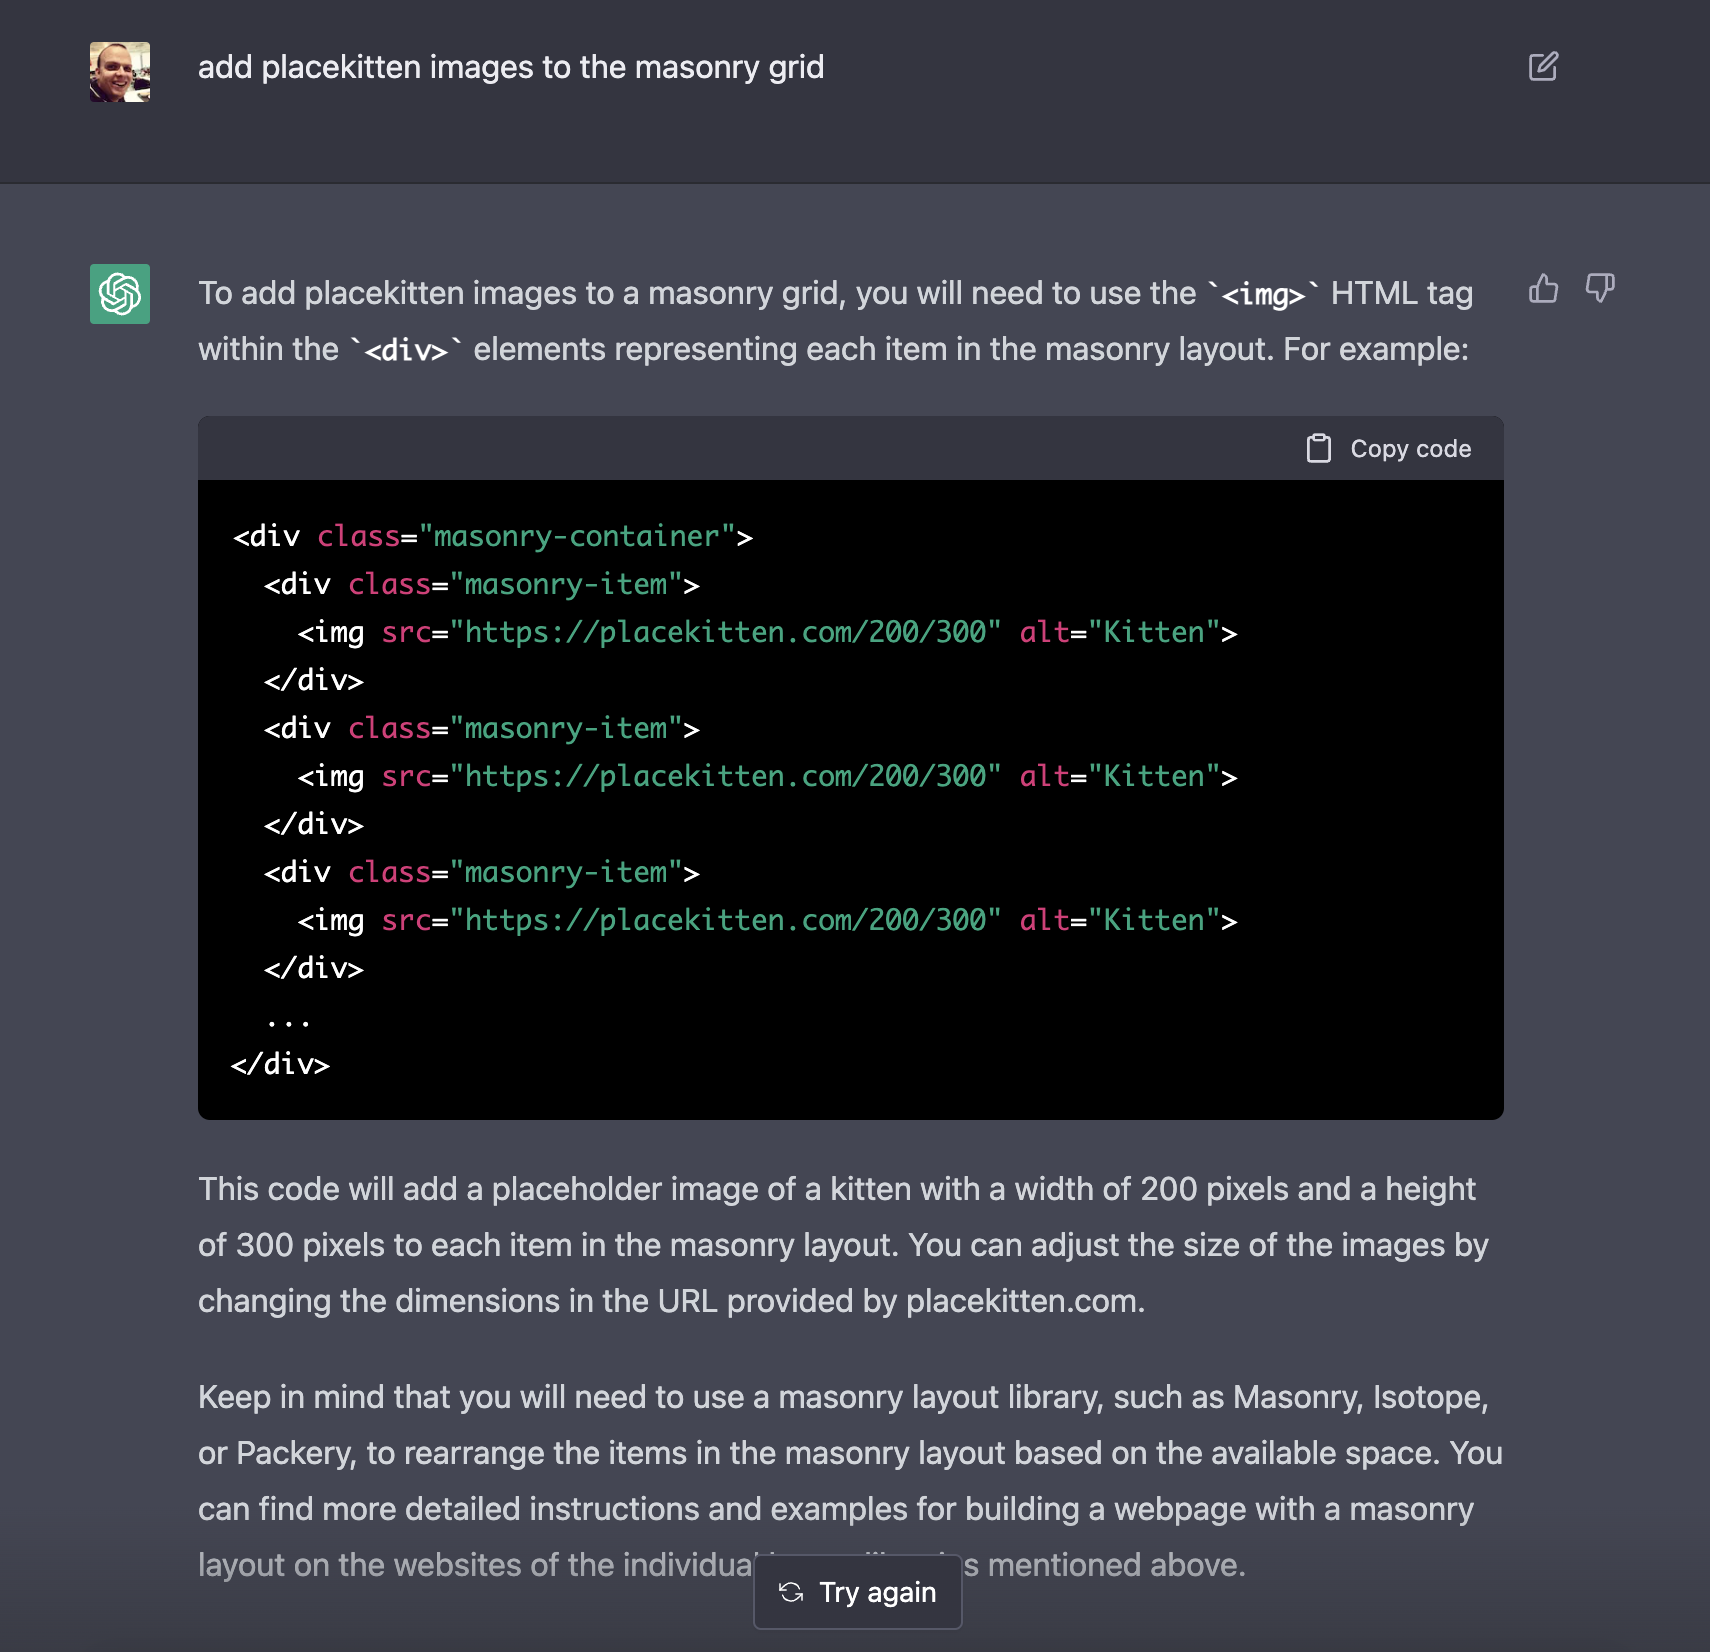 add placekitten images to the masonry grid
To add placekitten images to a masonry grid, you will need to use the `<img>` HTML tag
within the `<div>` elements representing each item in the masonry layout. For example:
Copy code
<div class="masonry-container">
  <div class="masonry-item">
    <img src="https://placekitten.com/200/300" alt="Kitten">
  </div>
  <div class="masonry-item">
    <img src="https://placekitten.com/200/300" alt="Kitten">
  </div>
  <div class="masonry-item">
    <img src="https://placekitten.com/200/300" alt="Kitten">
  </div>
  ...
</div>
This code will add a placeholder image of a kitten with a width of 200 pixels and a height
of 300 pixels to each item in the masonry layout. You can adjust the size of the images by
changing the dimensions in the URL provided by placekitten.com.
Keep in mind that you will need to use a masonry layout library, such as Masonry, Isotope,
or Packery, to rearrange the items in the masonry layout based on the available space. You
can find more detailed instructions and examples for building a webpage with a masonry
layout on the websites of the individual mentioned above.
Try again